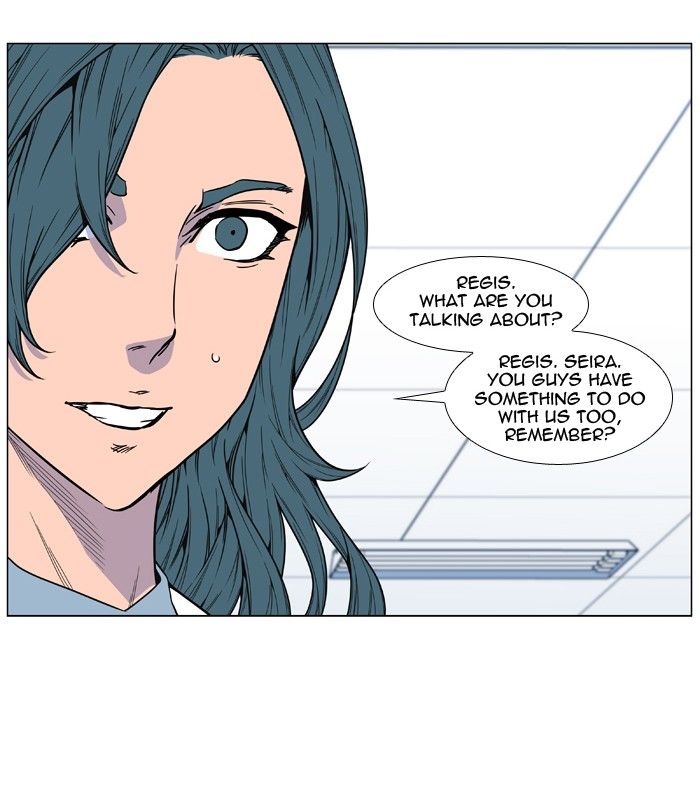 REGIS.
WHAT ARE YOU
TALKING ABOUT?
REGIS. SEIRA.
YOU GUYS HAVE
SOMETHING TO DO
WITH US TOO,
REMEMBER?